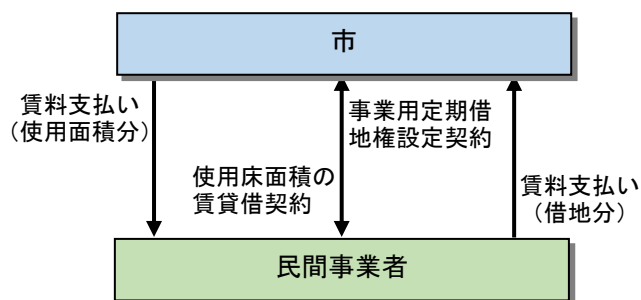 市
賃料支払い
（使用面積分）
事業用定期借
地権設定契約
使用床面積の
賃貸借契約
賃料支払い
（借地分）
民間事業者